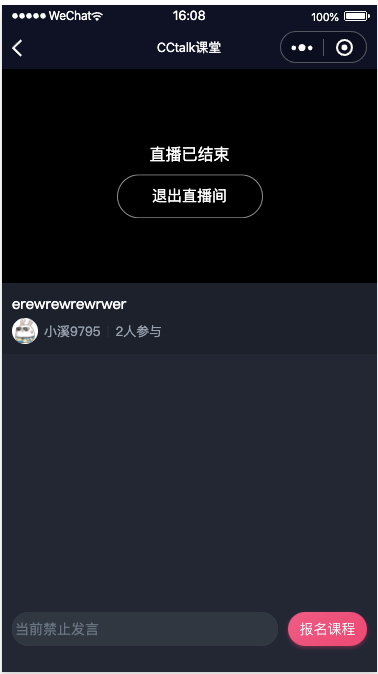 WeChat 16:08 100%
CCtalk课堂
直播已结束
退出直播间
erewrewrewrwer
小溪9795 2人参与
当前禁止发言 报名课程